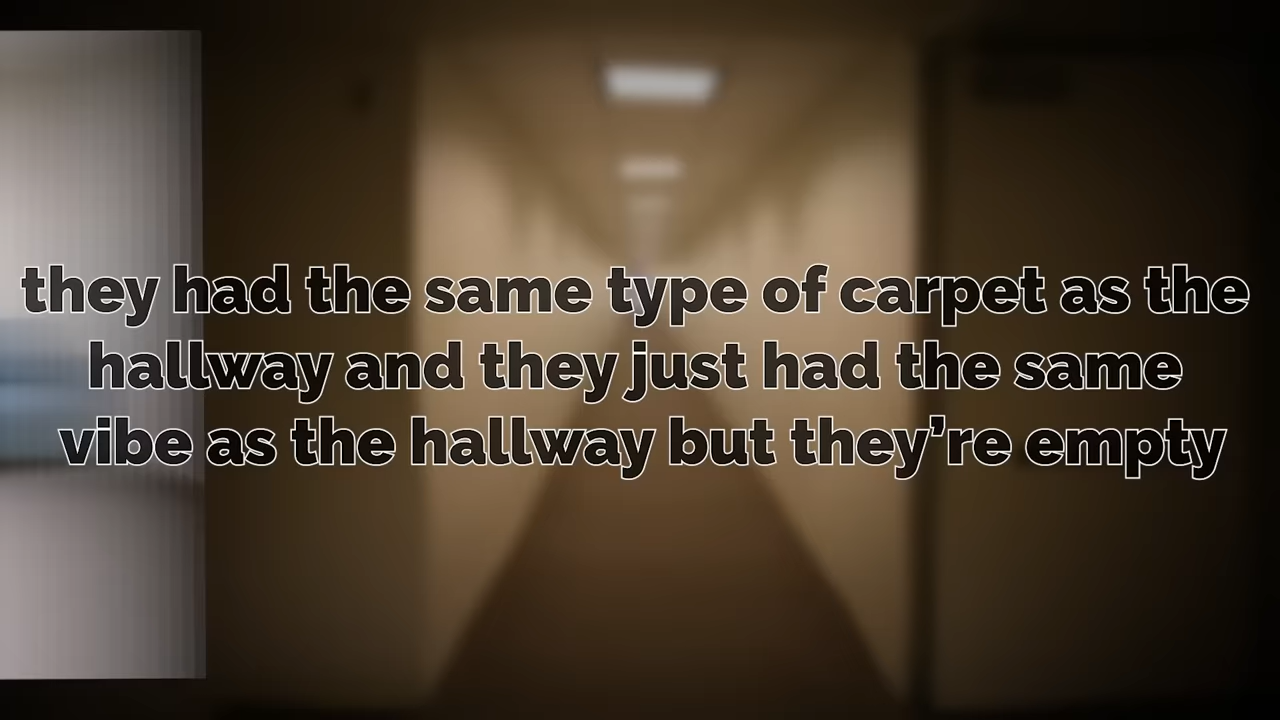 they had the same type of carpet as the
hallway and they just had the same
vibe as the hallway but they’re empty